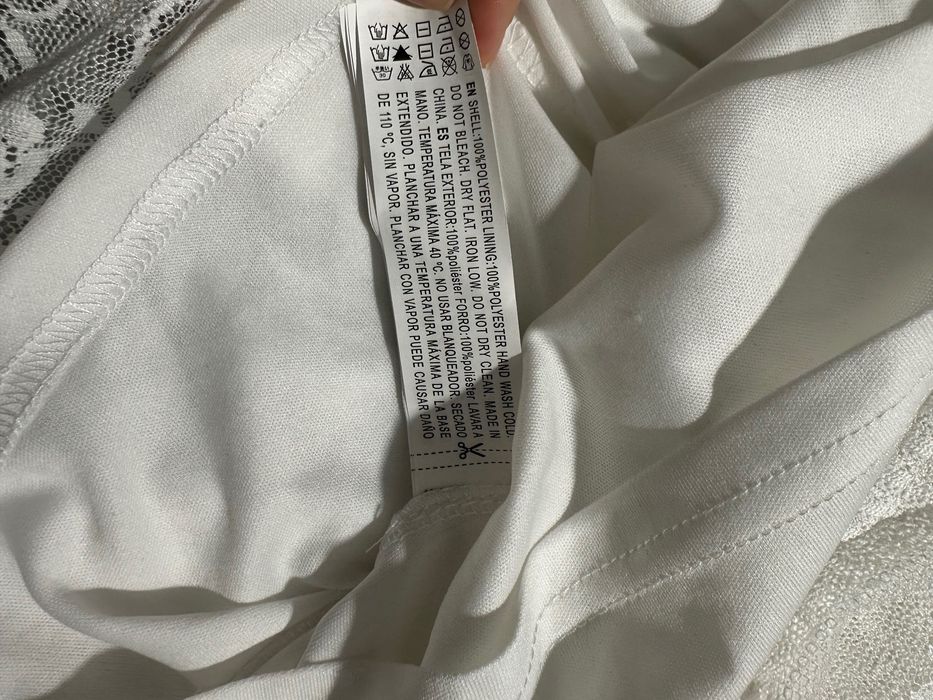 EN SHELL:100%POLYESTER LINING:100%POLYESTER HAND WASH COLD.
DO NOT BLEACH. DRY FLAT. IRON LOW. DO NOT DRY CLEAN. MADE IN
CHINA. ES TELA EXTERIOR:100%poliéster FORRO:100%poliéster LAVAR A
MANO. TEMPERATURA MÁXIMA 40 ºC. NO USAR BLANQUEADOR. SECADO
EXTENDIDO. PLANCHAR A UNA TEMPERATURA MÁXIMA DE LA BASE
DE 110 ºC, SIN VAPOR. PLANCHAR CON VAPOR PUEDE CAUSAR DAÑO